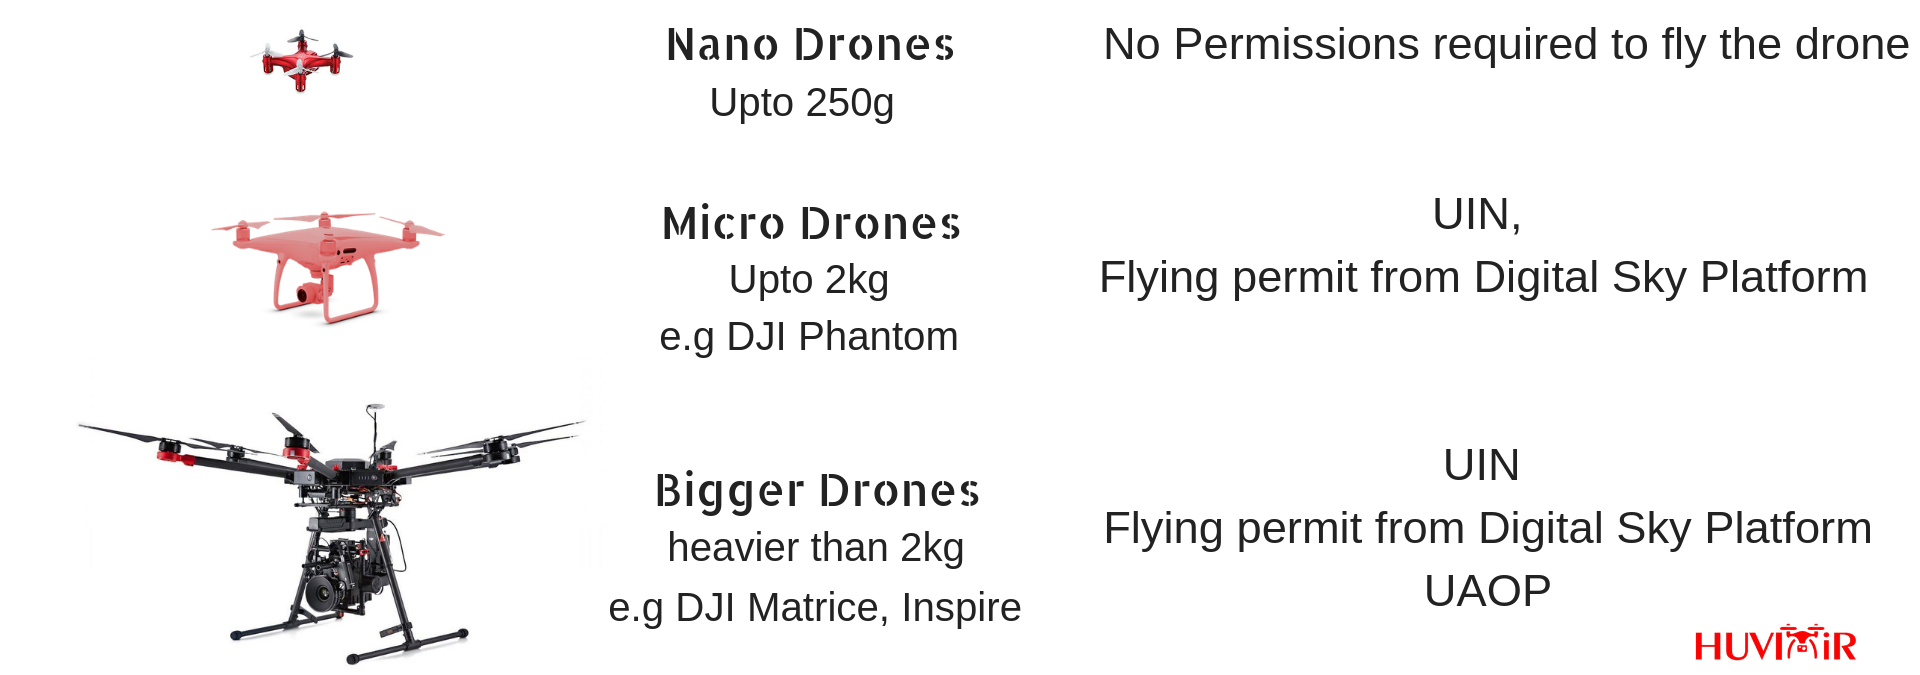 Nano Drones
Upto 250g
No Permissions required to fly the drone
Micro Drones
Upto 2kg
e.g DJI Phantom
UIN,
Flying permit from Digital Sky Platform
Bigger Drones
heavier than 2kg
e.g DJI Matrice, Inspire
UIN
Flying permit from Digital Sky Platform
UAOP
HUVIAiR